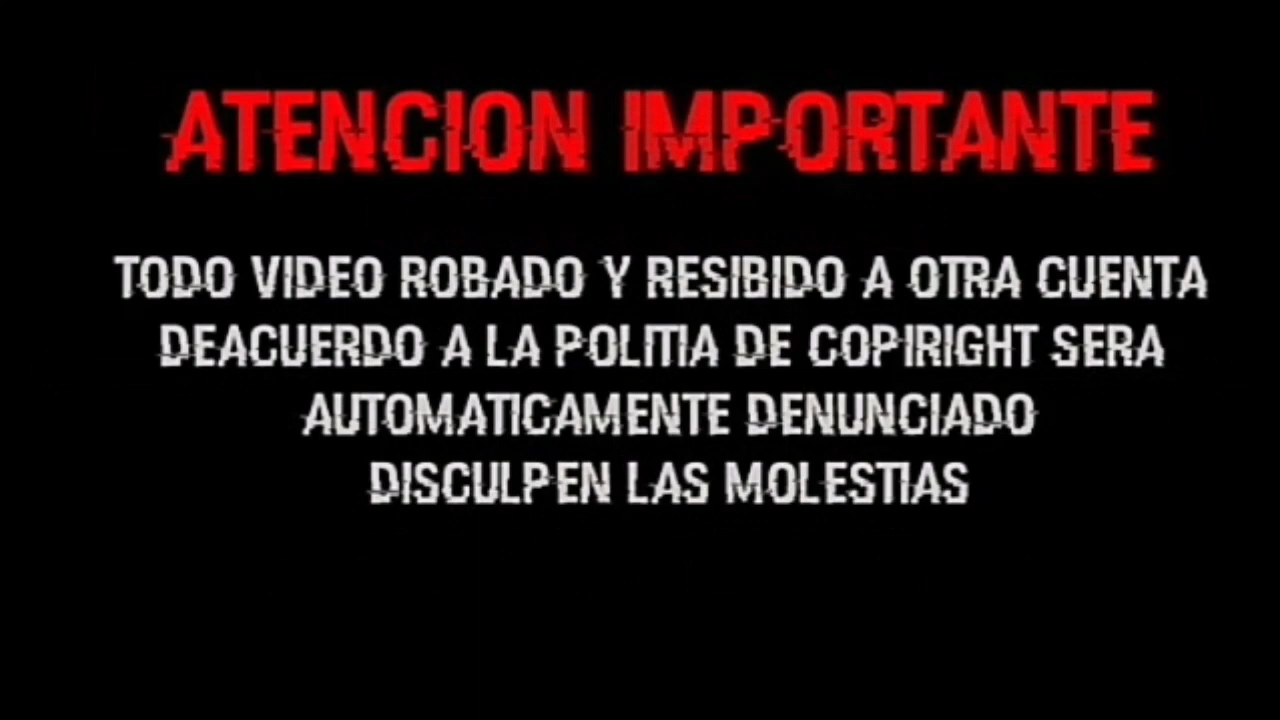 ATENCION IMPORTANTE
TODO VIDEO ROBADO Y RESIBIDO A OTRA CUENTA
DEACUERDO A LA POLITIA DE COPIRIGHT SERA
AUTOMATICAMENTE DENUNCIADO
DISCULPEN LAS MOLESTIAS